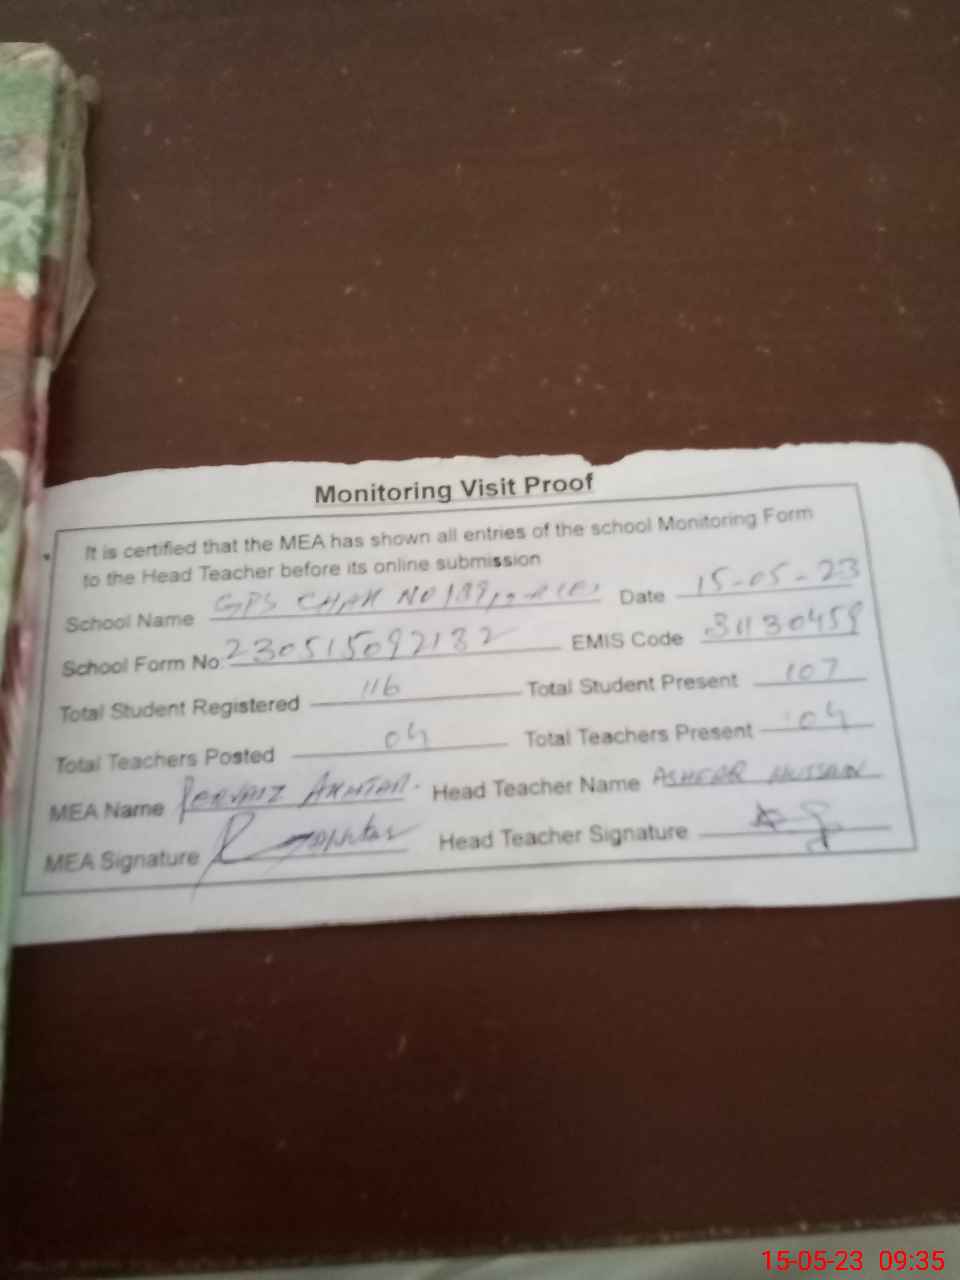 Monitoring Visit Proof
It is certified that the MEA has shown all entries of the school Monitoring Form
to the Head Teacher before its online submission
School Name GPS CHAK NO Date 15-05-23
School Form No. 230515092132 EMIS Code 31130459
Total Student Registered 116 Total Student Present 107
Total Teachers Posted 04 Total Teachers Present 04
MEA Name PERVAIZ AKHTAR. Head Teacher Name HUSSAIN
MEA Signature Head Teacher Signature
15-05-23 09:35